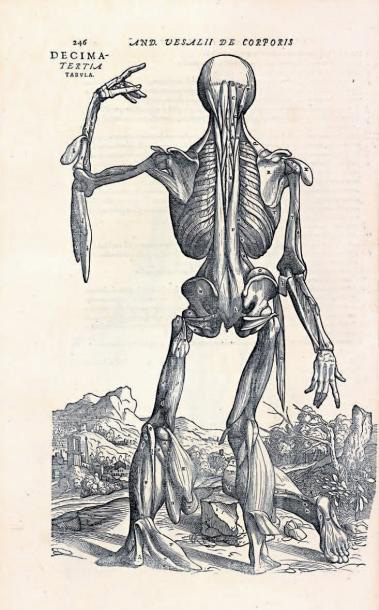 246
AND. VESALII DE CORPORIS
DECIMA-
TERTIA
TABVLA.